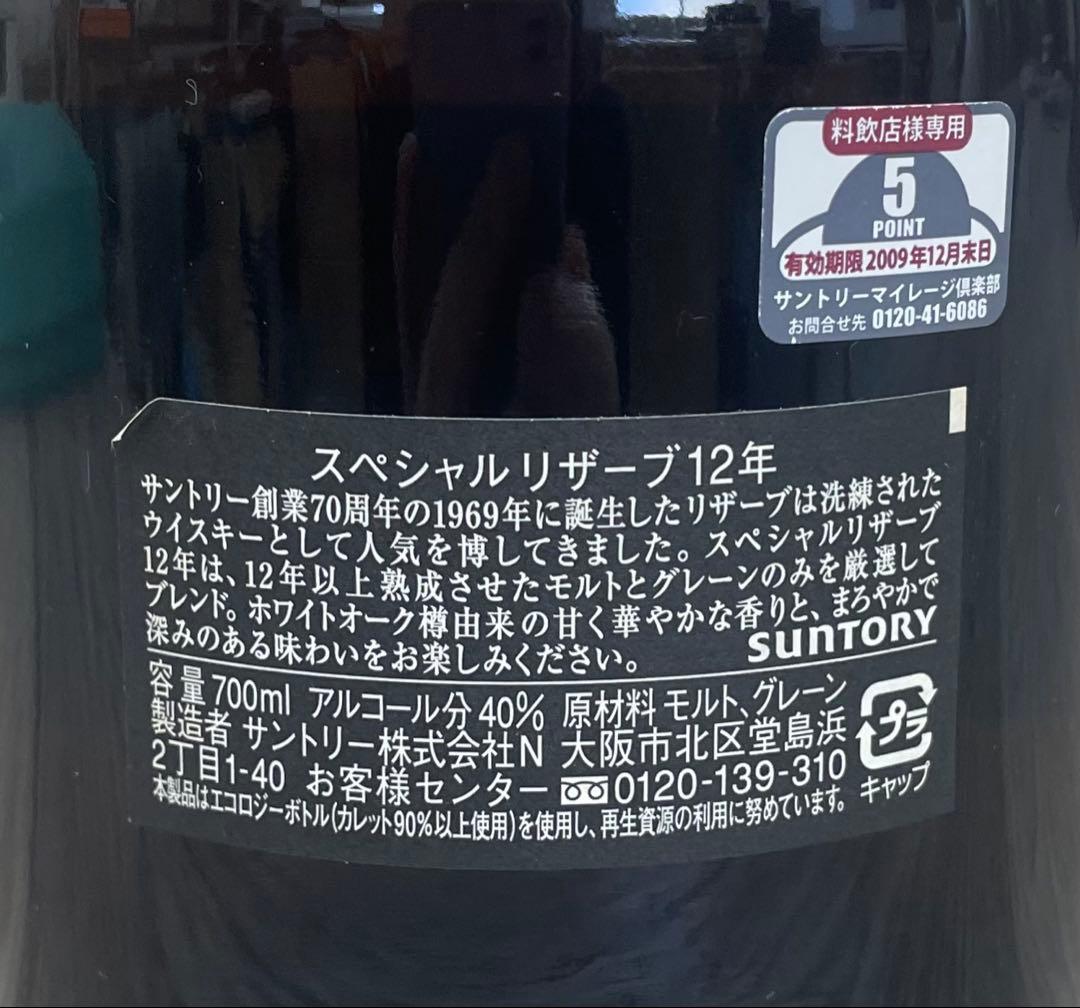 料飲店様専用
5
POINT
有効期限2009年12月末日
サントリーマイレージ倶楽部
お問合せ先 0120-41-6086
スペシャルリザーブ12年
サントリー創業70周年の1969年に誕生したリザーブは洗練された
ウイスキーとして人気を博してきました。スペシャルリザーブ
12年は、12年以上熟成させたモルトとグレーンのみを厳選して
ブレンド。ホワイトオーク樽由来の甘く華やかな香りと、まろやかで
深みのある味わいをお楽しみください。
SUNTORY
容量700ml アルコール分40% 原材料 モルト、グレーン
製造者 サントリー株式会社N 大阪市北区堂島浜
2丁目1-40 お客様センター 0120-139-310
プラ
キャップ
本製品はエコロジーボトル(カレット90%以上使用)を使用し、再生資源の利用に努めています。